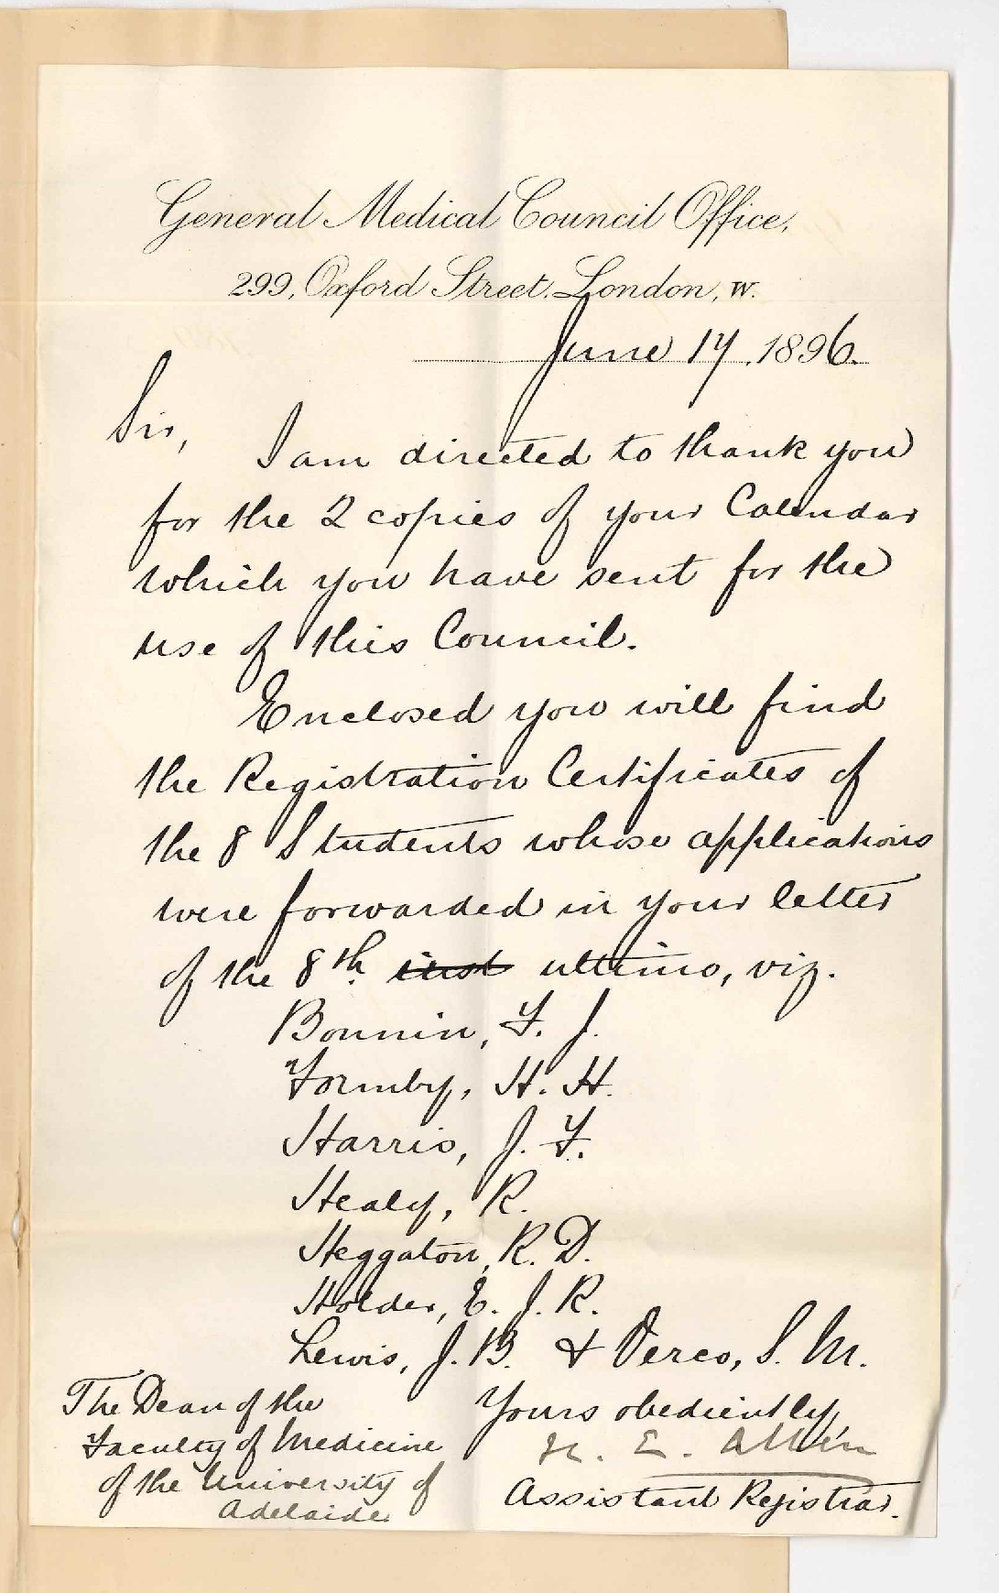 General Medical Council Office,
299, Oxford Street, London, W.
June 17, 1896.
Sir,
I am directed to thank you
for the 2 copies of your Calendar
which you have sent for the
use of this Council.
Enclosed you will find
the Registration Certificates of
the 8 Students whose applications
were forwarded in your letter
of the 8th inst ultimo, viz.
Bonnin, F. J.
Formby, H. H.
Harris, J. F.
Healy, R.
Heggaton, R. D.
Holder, E. J. R.
Lewis, J. B. & Verco, S. M.
Yours obediently,
E. Allen
Assistant Registrar.
The Dean of the
Faculty of Medicine
of the University of
Adelaide